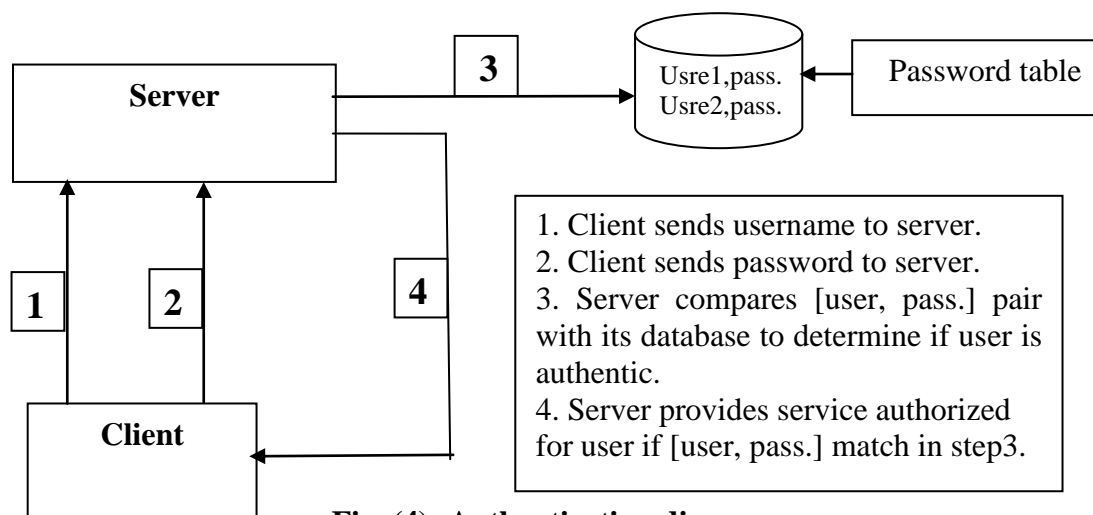 3
Usre1,pass.
Usre2,pass.
Password table
Server
1. Client sends username to server.
2. Client sends password to server.
3. Server compares [user, pass.] pair
with its database to determine if user is
authentic.
4. Server provides service authorized
for user if [user, pass.] match in step3.
1
2
4
Client